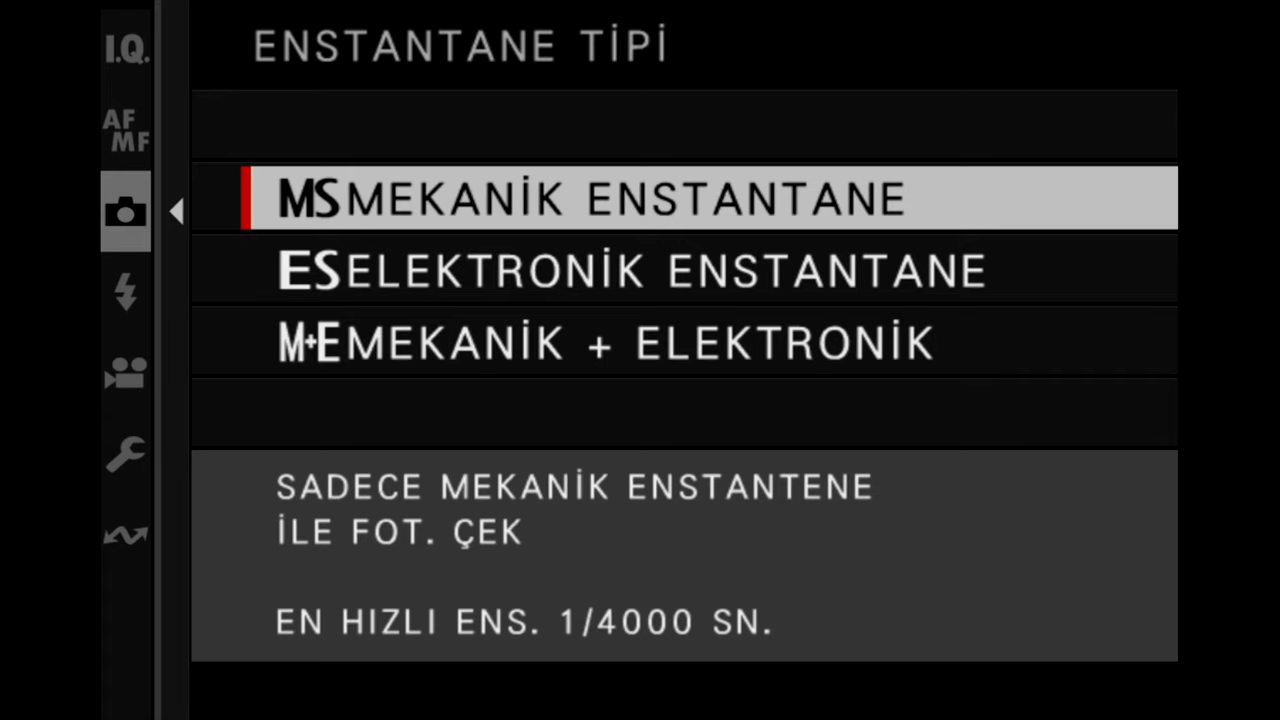 I.Q.
AF
MF
ENSTANTANE TİPİ
MS MEKANİK ENSTANTANE
ES ELEKTRONİK ENSTANTANE
M+E MEKANİK + ELEKTRONİK
SADECE MEKANİK ENSTANTENE
İLE FOT. ÇEK
EN HIZLI ENS. 1/4000 SN.